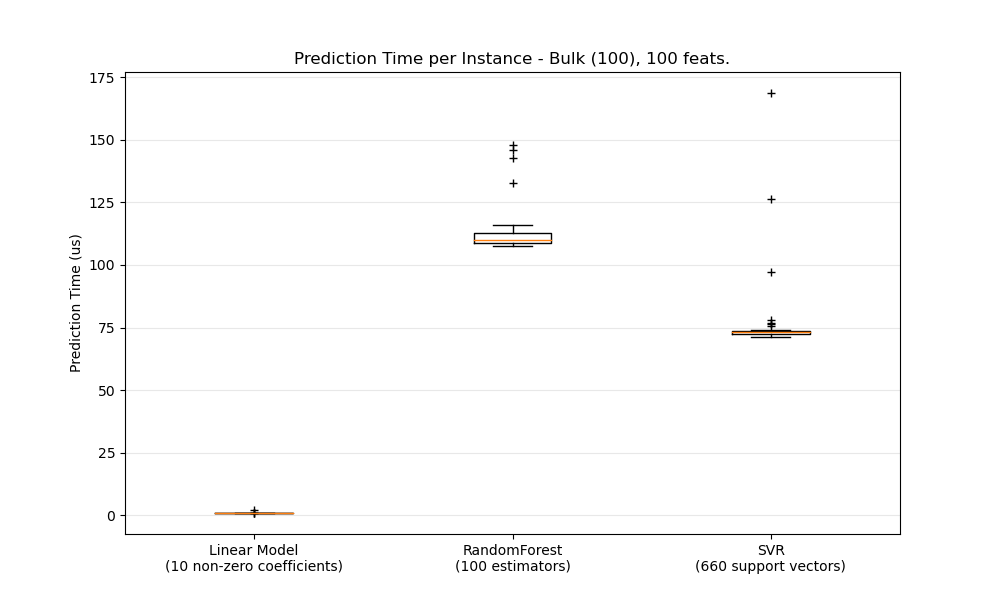 Prediction Time per Instance - Bulk (100), 100 feats.
175
150
125
100
75
50
25
0
Prediction Time (us)
Linear Model
(10 non-zero coefficients)
RandomForest
(100 estimators)
SVR
(660 support vectors)